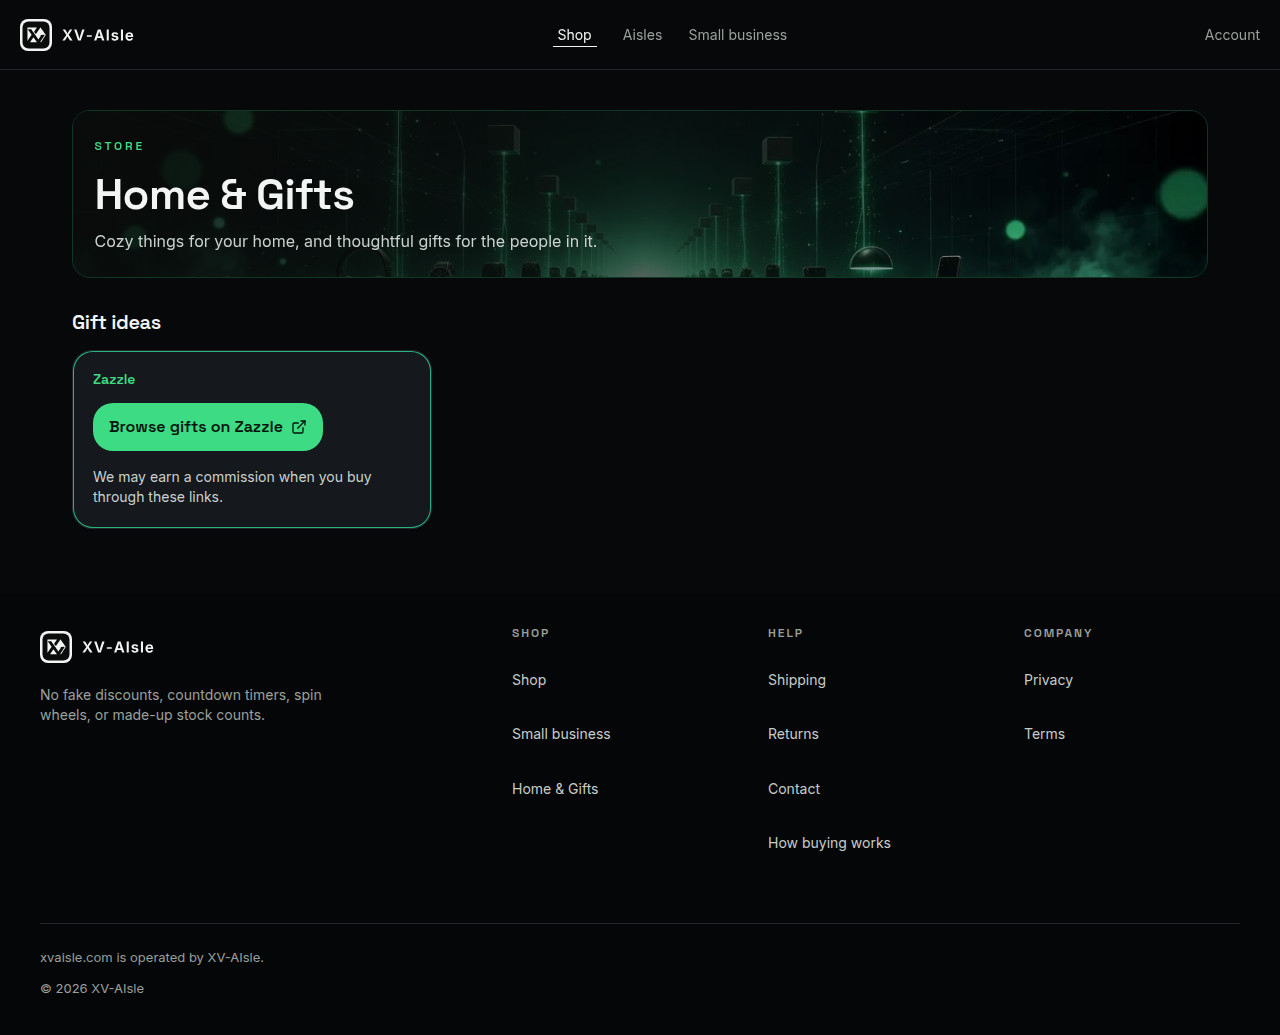 XV-AIsle
Shop
Aisles
Small business
Account
STORE
Home & Gifts
Cozy things for your home, and thoughtful gifts for the people in it.
Gift ideas
Zazzle
Browse gifts on Zazzle
We may earn a commission when you buy
through these links.
XV-AIsle
No fake discounts, countdown timers, spin
wheels, or made-up stock counts.
SHOP
Shop
Small business
Home & Gifts
HELP
Shipping
Returns
Contact
How buying works
COMPANY
Privacy
Terms
xvaisle.com is operated by XV-AIsle.
© 2026 XV-AIsle